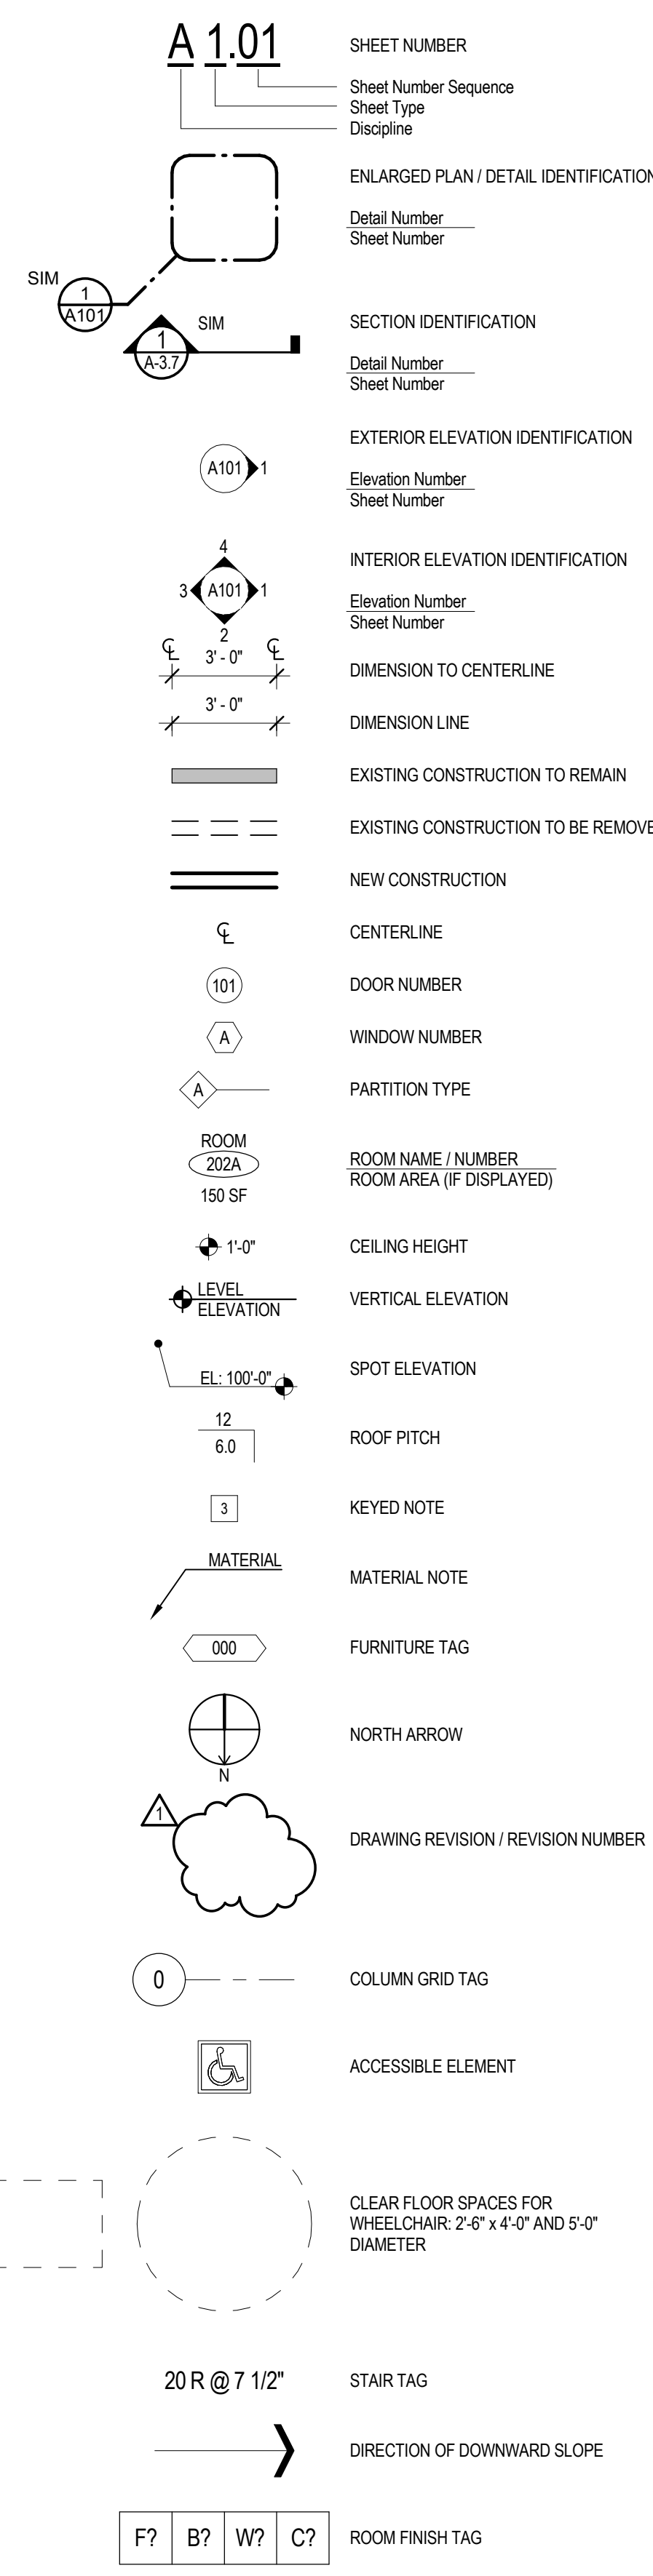 A 1.01
SHEET NUMBER
Sheet Number Sequence
Sheet Type
Discipline
ENLARGED PLAN / DETAIL IDENTIFICATION
Detail Number
Sheet Number
SIM
1
A101
SIM
SECTION IDENTIFICATION
1
A-3.7
Detail Number
Sheet Number
EXTERIOR ELEVATION IDENTIFICATION
A101 1
Elevation Number
Sheet Number
4
INTERIOR ELEVATION IDENTIFICATION
3 A101 1
Elevation Number
Sheet Number
2
℄ ℄
3' - 0"
DIMENSION TO CENTERLINE
3' - 0"
DIMENSION LINE
EXISTING CONSTRUCTION TO REMAIN
EXISTING CONSTRUCTION TO BE REMOVE
NEW CONSTRUCTION
℄
CENTERLINE
101
DOOR NUMBER
A
WINDOW NUMBER
A
PARTITION TYPE
ROOM
202A
150 SF
ROOM NAME / NUMBER
ROOM AREA (IF DISPLAYED)
1'-0"
CEILING HEIGHT
LEVEL
ELEVATION
VERTICAL ELEVATION
EL: 100'-0"
SPOT ELEVATION
12
6.0
ROOF PITCH
3
KEYED NOTE
MATERIAL
MATERIAL NOTE
000
FURNITURE TAG
N
NORTH ARROW
1
DRAWING REVISION / REVISION NUMBER
0
COLUMN GRID TAG
ACCESSIBLE ELEMENT
CLEAR FLOOR SPACES FOR
WHEELCHAIR: 2'-6" x 4'-0" AND 5'-0"
DIAMETER
20 R @ 7 1/2"
STAIR TAG
DIRECTION OF DOWNWARD SLOPE
F? B? W? C?
ROOM FINISH TAG